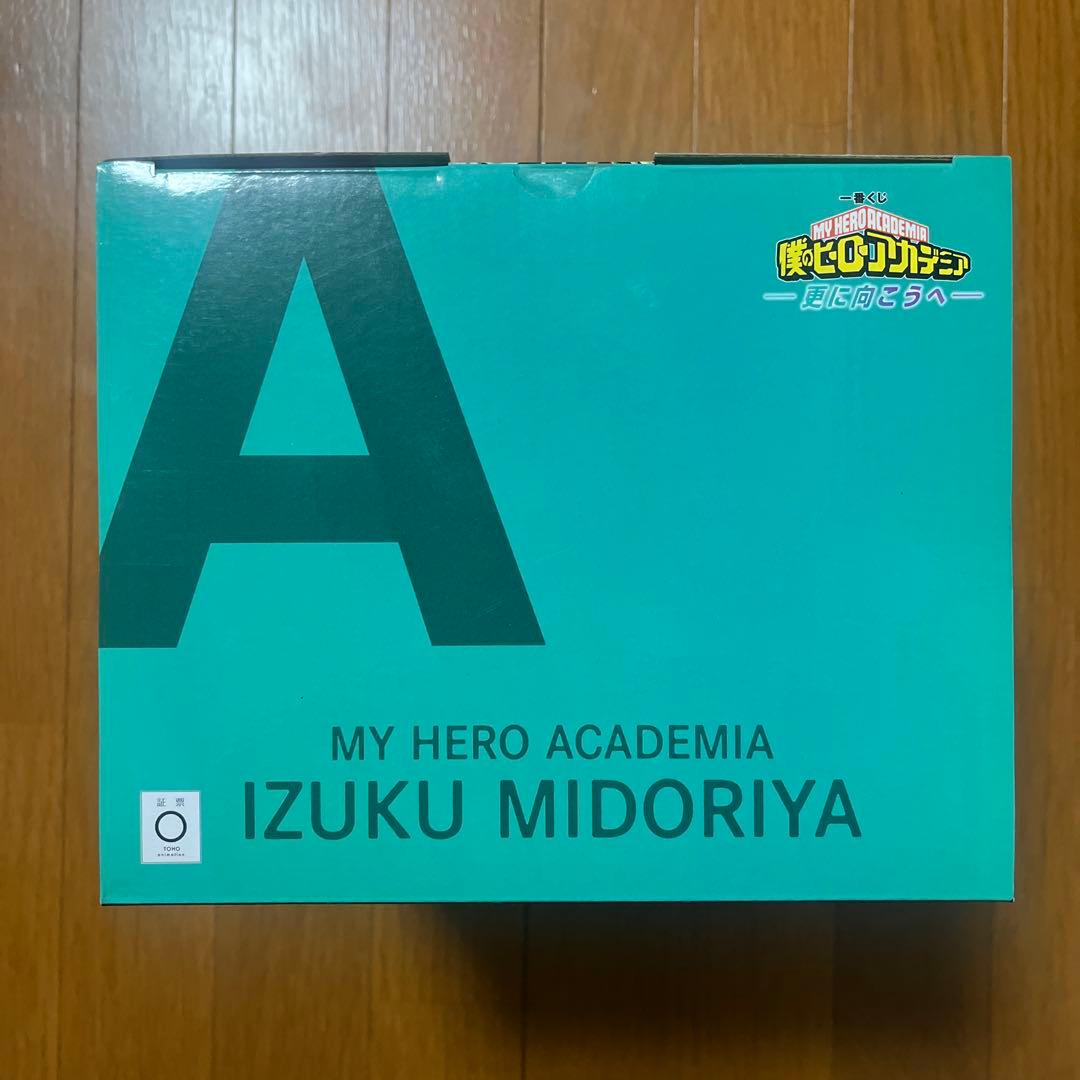 A
一番くじ
MY HERO ACADEMIA
僕のヒーローアカデミア
―更に向こうへ―
MY HERO ACADEMIA
IZUKU MIDORIYA
証 票
TOHO
animation